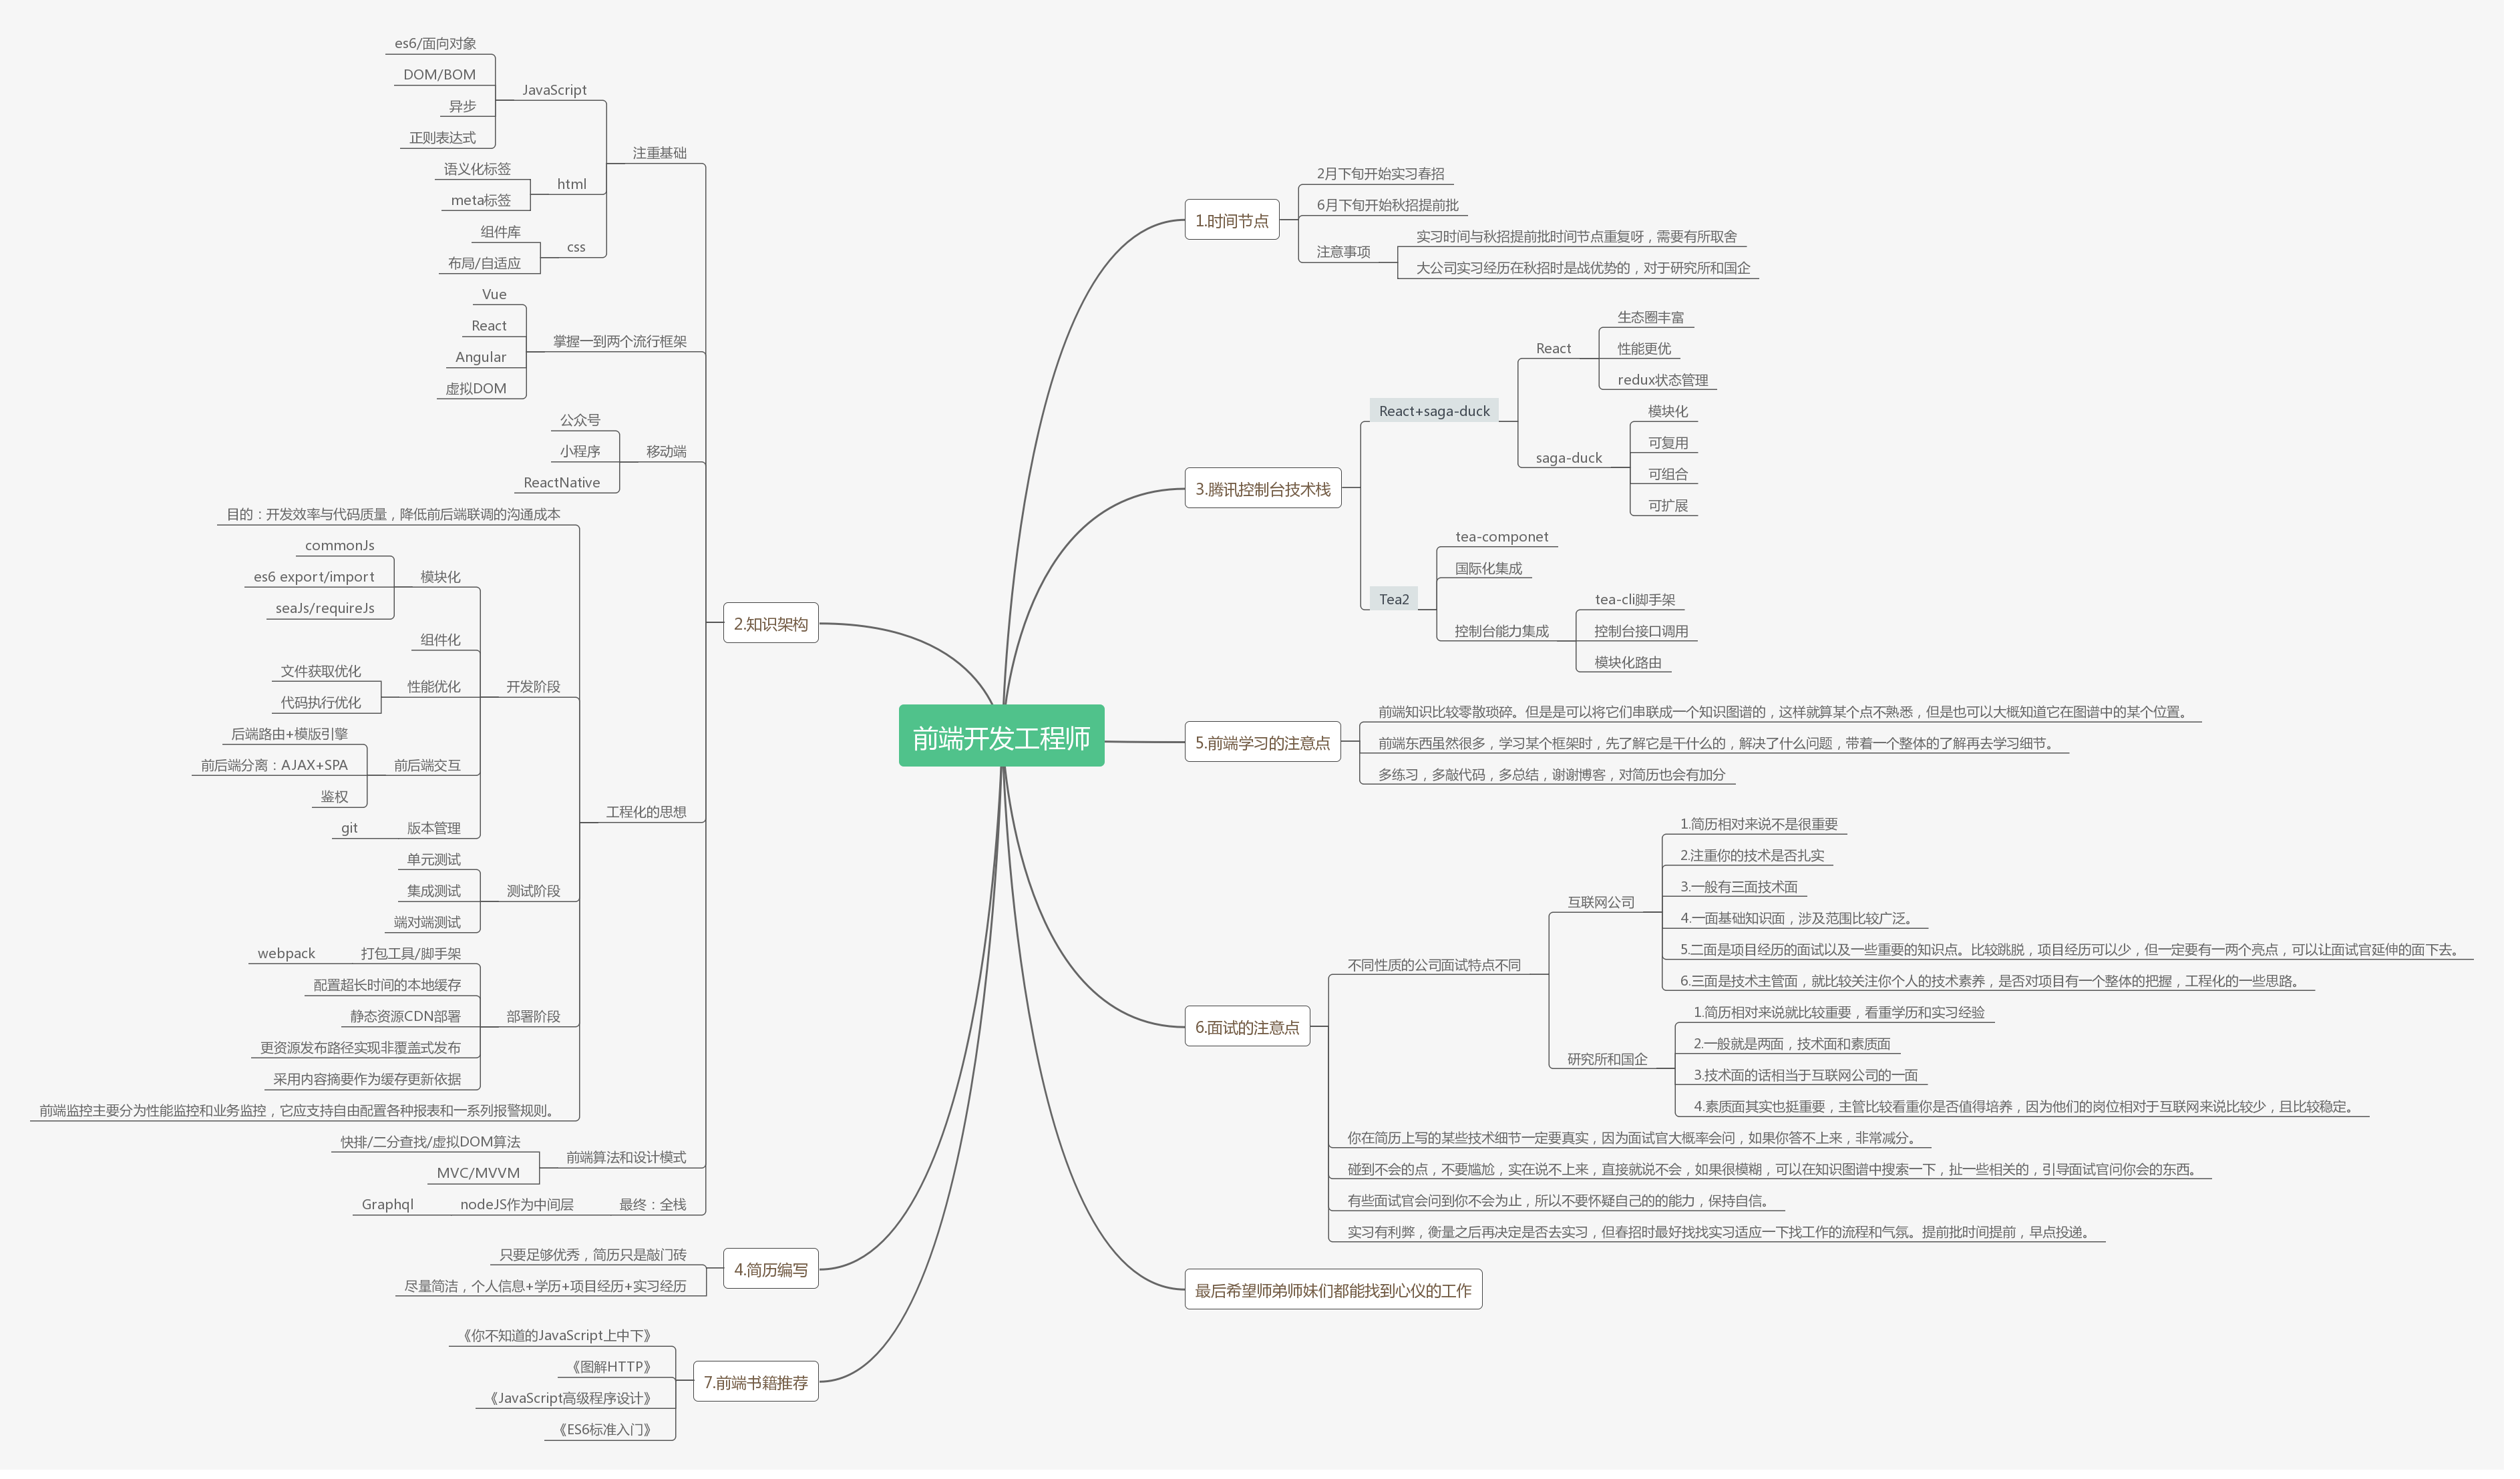 前端开发工程师
1.时间节点
2月下旬开始实习春招
6月下旬开始秋招提前批
注意事项
实习时间与秋招提前批时间节点重复呀，需要有所取舍
大公司实习经历在秋招时是战优势的，对于研究所和国企
2.知识架构
注重基础
JavaScript
es6/面向对象
DOM/BOM
异步
正则表达式
html
语义化标签
meta标签
css
组件库
布局/自适应
掌握一到两个流行框架
Vue
React
Angular
虚拟DOM
移动端
公众号
小程序
ReactNative
工程化的思想
目的：开发效率与代码质量，降低前后端联调的沟通成本
开发阶段
模块化
commonJs
es6 export/import
seaJs/requireJs
组件化
性能优化
文件获取优化
代码执行优化
前后端交互
后端路由+模版引擎
前后端分离：AJAX+SPA
鉴权
版本管理
git
测试阶段
单元测试
集成测试
端对端测试
部署阶段
打包工具/脚手架
webpack
配置超长时间的本地缓存
静态资源CDN部署
更资源发布路径实现非覆盖式发布
采用内容摘要作为缓存更新依据
前端监控主要分为性能监控和业务监控，它应支持自由配置各种报表和一系列报警规则。
前端算法和设计模式
快排/二分查找/虚拟DOM算法
MVC/MVVM
最终：全栈
nodeJS作为中间层
Graphql
3.腾讯控制台技术栈
React+saga-duck
React
生态圈丰富
性能更优
redux状态管理
saga-duck
模块化
可复用
可组合
可扩展
Tea2
tea-componet
国际化集成
控制台能力集成
tea-cli脚手架
控制台接口调用
模块化路由
4.简历编写
只要足够优秀，简历只是敲门砖
尽量简洁，个人信息+学历+项目经历+实习经历
5.前端学习的注意点
前端知识比较零散琐碎。但是是可以将它们串联成一个知识图谱的，这样就算某个点不熟悉，但是也可以大概知道它在图谱中的某个位置。
前端东西虽然很多，学习某个框架时，先了解它是干什么的，解决了什么问题，带着一个整体的了解再去学习细节。
多练习，多敲代码，多总结，谢谢博客，对简历也会有加分
6.面试的注意点
不同性质的公司面试特点不同
互联网公司
1.简历相对来说不是很重要
2.注重你的技术是否扎实
3.一般有三面技术面
4.一面基础知识面，涉及范围比较广泛。
5.二面是项目经历的面试以及一些重要的知识点。比较跳脱，项目经历可以少，但一定要有一两个亮点，可以让面试官延伸的面下去。
6.三面是技术主管面，就比较关注你个人的技术素养，是否对项目有一个整体的把握，工程化的一些思路。
研究所和国企
1.简历相对来说就比较重要，看重学历和实习经验
2.一般就是两面，技术面和素质面
3.技术面的话相当于互联网公司的一面
4.素质面其实也挺重要，主管比较看重你是否值得培养，因为他们的岗位相对于互联网来说比较少，且比较稳定。
你在简历上写的某些技术细节一定要真实，因为面试官大概率会问，如果你答不上来，非常减分。
碰到不会的点，不要尴尬，实在说不上来，直接就说不会，如果很模糊，可以在知识图谱中搜索一下，扯一些相关的，引导面试官问你会的东西。
有些面试官会问到你不会为止，所以不要怀疑自己的的能力，保持自信。
实习有利弊，衡量之后再决定是否去实习，但春招时最好找找实习适应一下找工作的流程和气氛。提前批时间提前，早点投递。
7.前端书籍推荐
《你不知道的JavaScript上中下》
《图解HTTP》
《JavaScript高级程序设计》
《ES6标准入门》
最后希望师弟师妹们都能找到心仪的工作